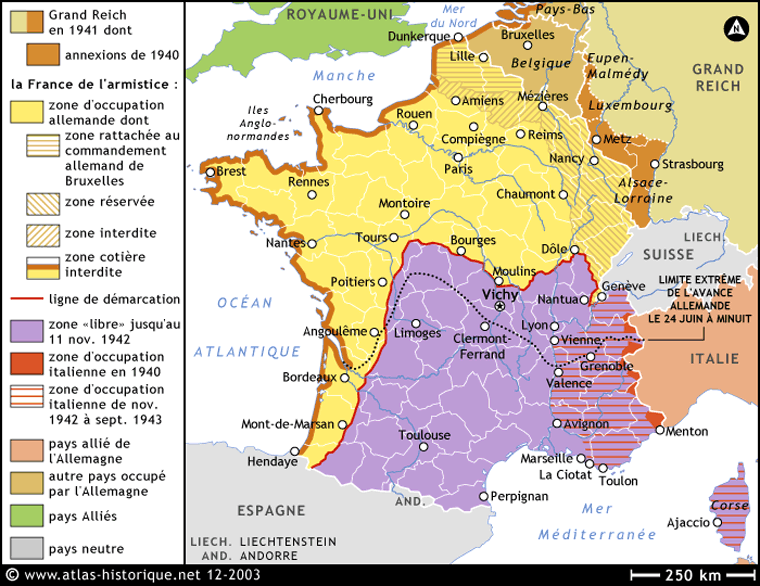 Grand Reich
en 1941 dont
annexions de 1940
la France de l'armistice :
zone d'occupation
allemande dont
zone rattachée au
commandement
allemand de
Bruxelles
zone réservée
zone interdite
zone cotière
interdite
ligne de démarcation
zone «libre» jusqu'au
11 nov. 1942
zone d'occupation
italienne en 1940
zone d'occupation
italienne de nov.
1942 à sept. 1943
pays allié de
l'Allemagne
autre pays occupé
par l'Allemagne
pays Alliés
pays neutre
ROYAUME-UNI
Mer
du Nord
Pays-Bas
Dunkerque
Bruxelles
Lille
Belgique
Eupen-
Malmédy
GRAND
REICH
Manche
Cherbourg
Iles
Anglo-
normandes
Amiens
Mézières
Luxembourg
Rouen
Compiègne
Reims
Metz
Paris
Nancy
Strasbourg
Brest
Rennes
Chaumont
Alsace-
Lorraine
Montoire
Nantes
Tours
Bourges
Dôle
SUISSE
LIECH.
Poitiers
Moulins
Vichy
Nantua
Genève
LIMITE EXTRÊME
DE L'AVANCE
ALLEMANDE
LE 24 JUIN À MINUIT
OCÉAN
ATLANTIQUE
Angoulême
Limoges
Clermont-
Ferrand
Lyon
Vienne
ITALIE
Grenoble
Bordeaux
Valence
Mont-de-Marsan
Toulouse
Avignon
Menton
Hendaye
Marseille
La Ciotat
Toulon
Perpignan
ESPAGNE
AND.
Mer
Méditerranée
Corse
Ajaccio
LIECH. LIECHTENSTEIN
AND. ANDORRE
© www.atlas-historique.net 12-2003
250 km
N